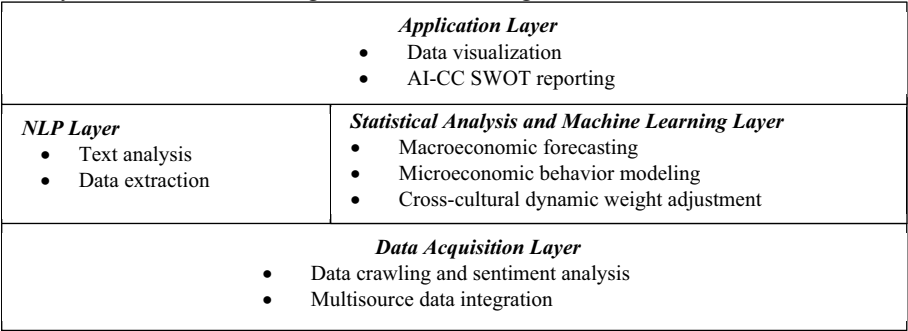 Application Layer
• Data visualization
• AI-CC SWOT reporting
NLP Layer
• Text analysis
• Data extraction
Statistical Analysis and Machine Learning Layer
• Macroeconomic forecasting
• Microeconomic behavior modeling
• Cross-cultural dynamic weight adjustment
Data Acquisition Layer
• Data crawling and sentiment analysis
• Multisource data integration